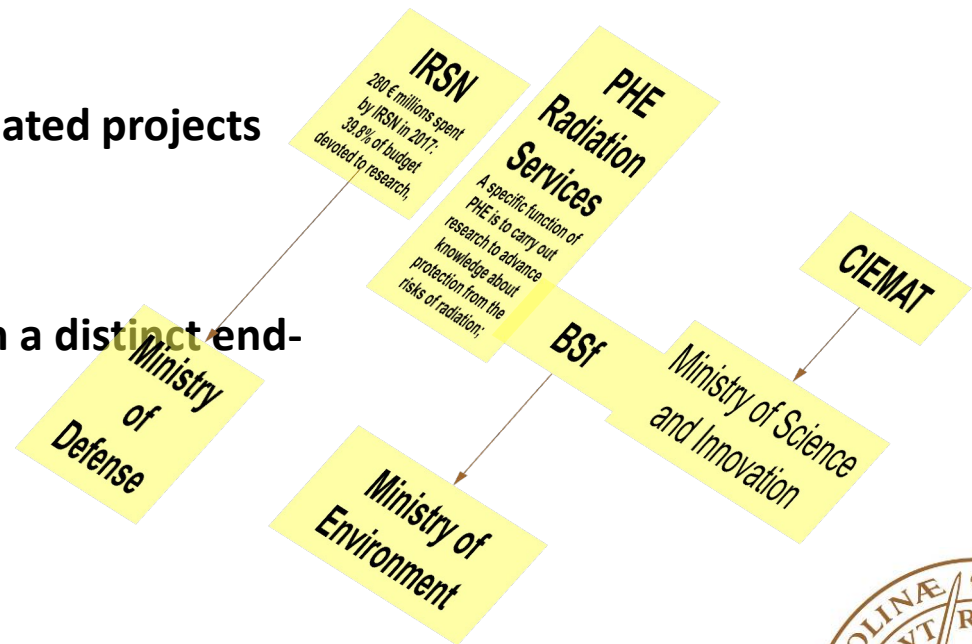 ated projects
a distinct end-
IRSN
280 € millions spent
by IRSN in 2017:
39,8% of budget
devoted to research,
PHE
Radiation
Services
A specific function of
PHE is to carry out
research to advance
knowledge about
protection from the
risks of radiation;
CIEMAT
BSf
Ministry
of
Defense
Ministry of Science
and Innovation
Ministry of
Environment